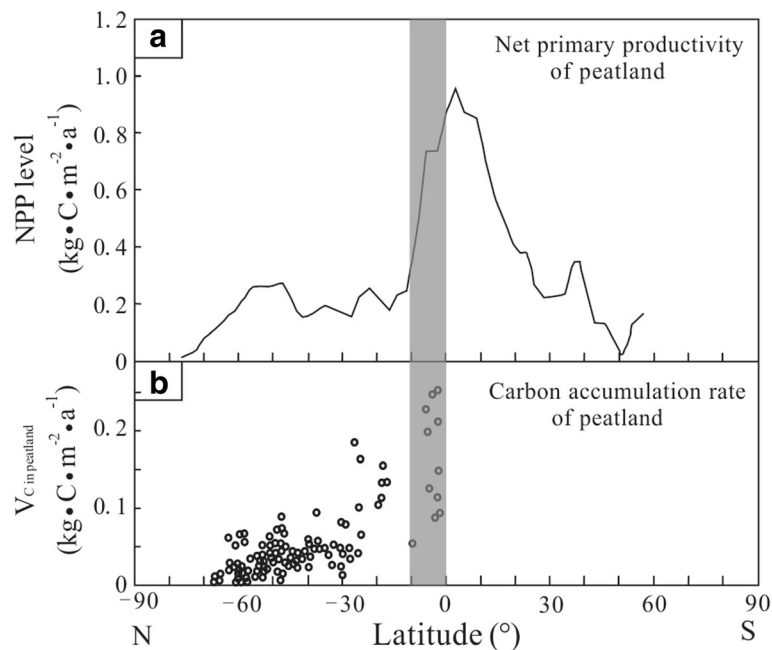 a
Net primary productivity
of peatland
NPP level
(kg•C•m-2•a-1)
1.2
1.0
0.8
0.6
0.4
0.2
0
b
Carbon accumulation rate
of peatland
VC in peatland
(kg•C•m-2•a-1)
0.2
0.1
0
−90
−60
−30
0
30
60
90
N
Latitude (°)
S